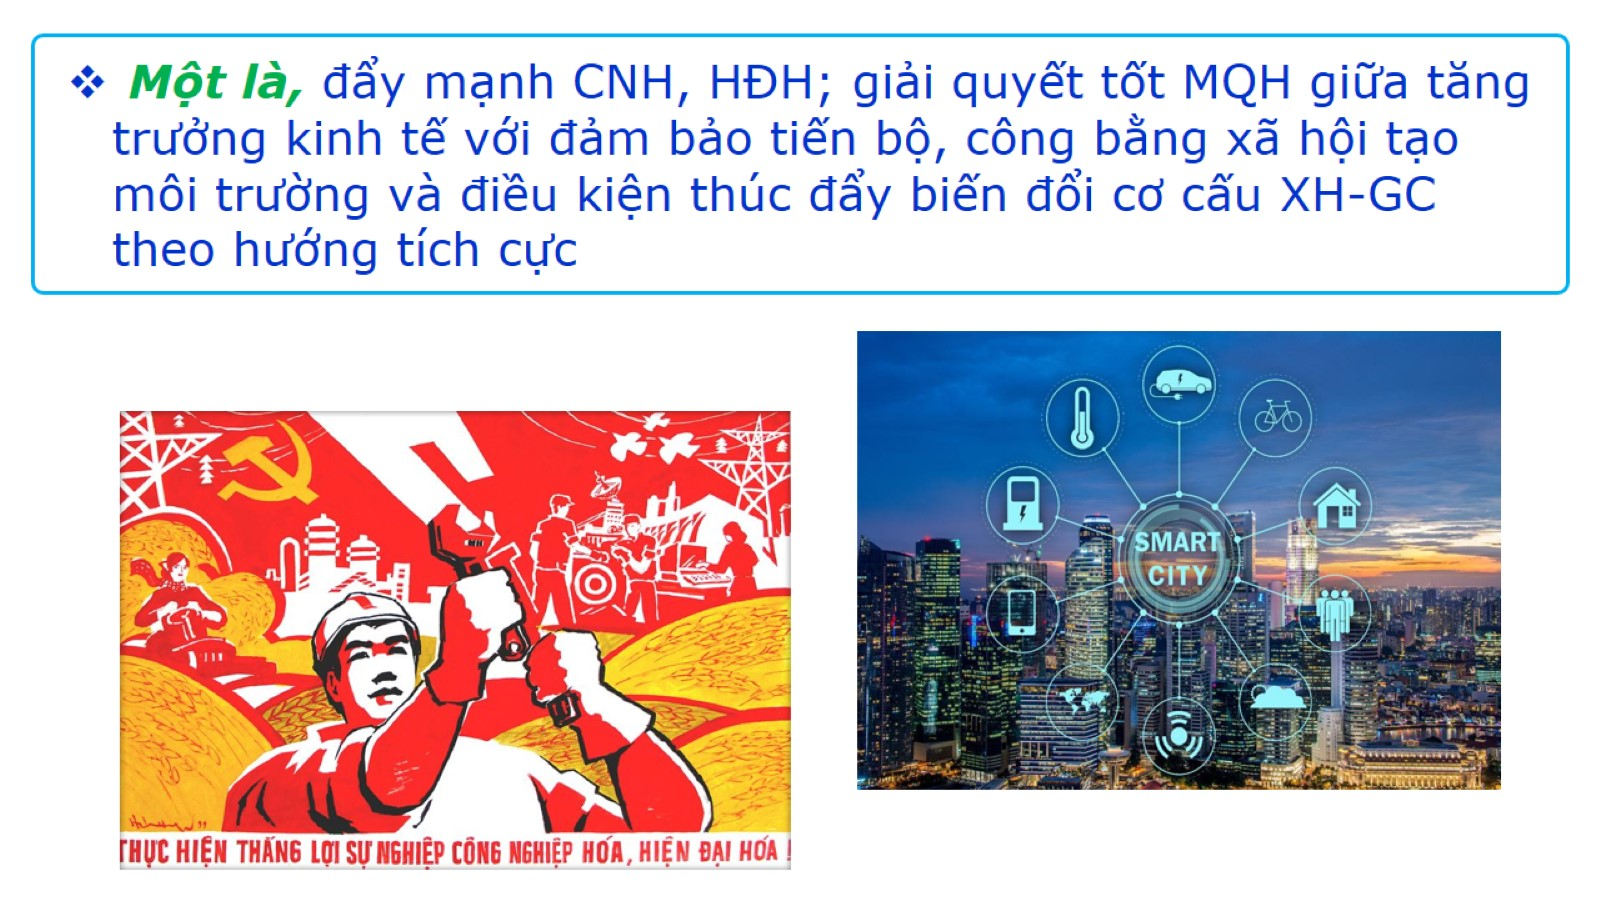 ❖ Một là, đẩy mạnh CNH, HĐH; giải quyết tốt MQH giữa tăng
trưởng kinh tế với đảm bảo tiến bộ, công bằng xã hội tạo
môi trường và điều kiện thúc đẩy biến đổi cơ cấu XH-GC
theo hướng tích cực
SMART
CITY
THỰC HIỆN THẮNG LỢI SỰ NGHIỆP CÔNG NGHIỆP HÓA, HIỆN ĐẠI HÓA !